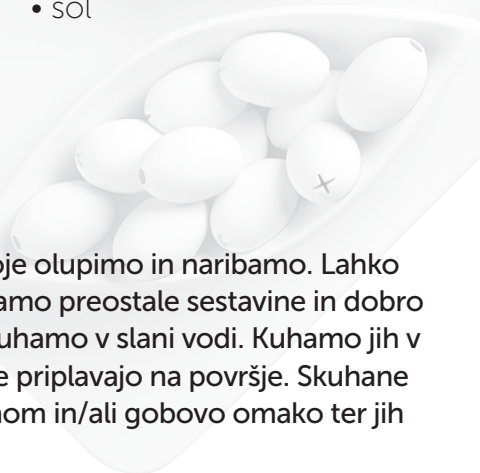 • sol
oje olupimo in naribamo. Lahko
amo preostale sestavine in dobro
uhamo v slani vodi. Kuhamo jih v
e priplavajo na površje. Skuhane
nom in/ali gobovo omako ter jih